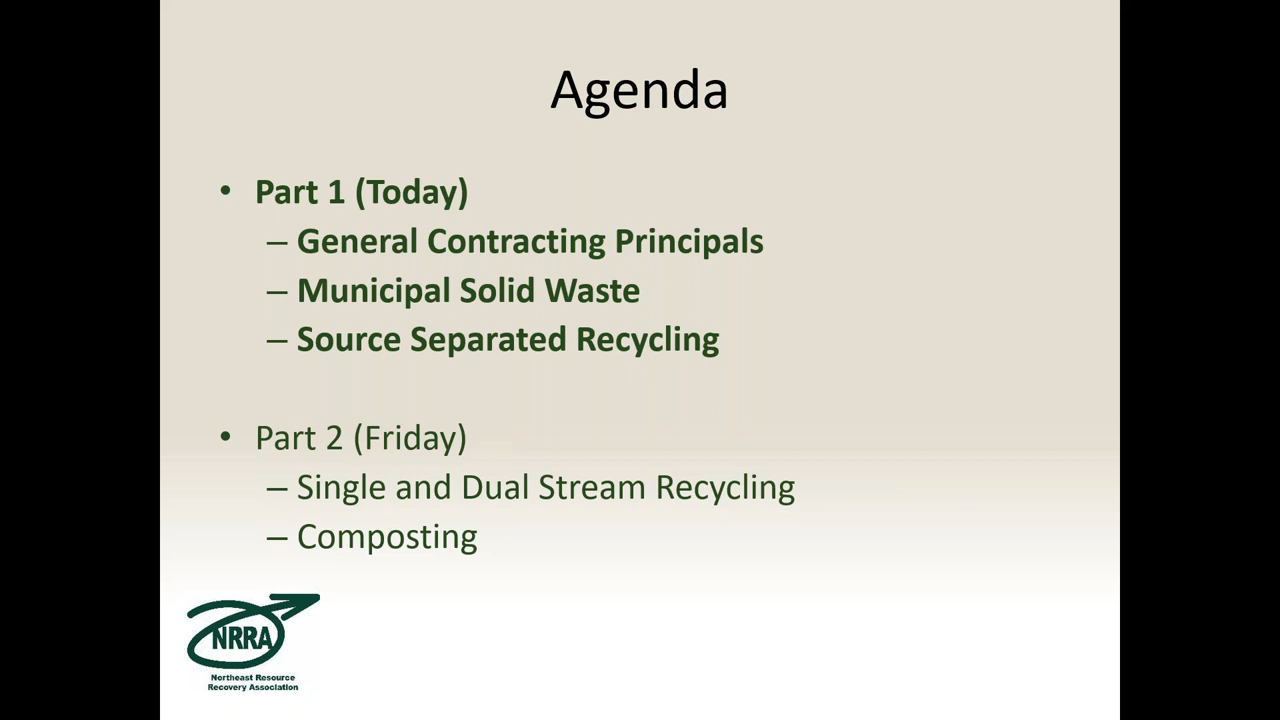 Agenda
• Part 1 (Today)
– General Contracting Principals
– Municipal Solid Waste
– Source Separated Recycling
• Part 2 (Friday)
– Single and Dual Stream Recycling
– Composting
NRRA
Northeast Resource
Recovery Association